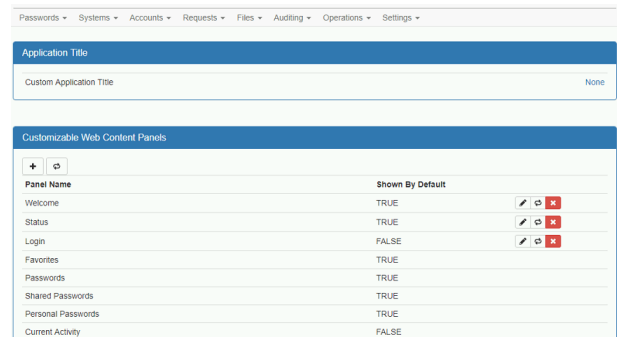 Passwords Systems Accounts Requests Files Auditing Operations Settings
Application Title
Custom Application Title None
Customizable Web Content Panels
Panel Name Shown By Default
Welcome TRUE
Status TRUE
Login FALSE
Favorites TRUE
Passwords TRUE
Shared Passwords TRUE
Personal Passwords TRUE
Current Activity FALSE